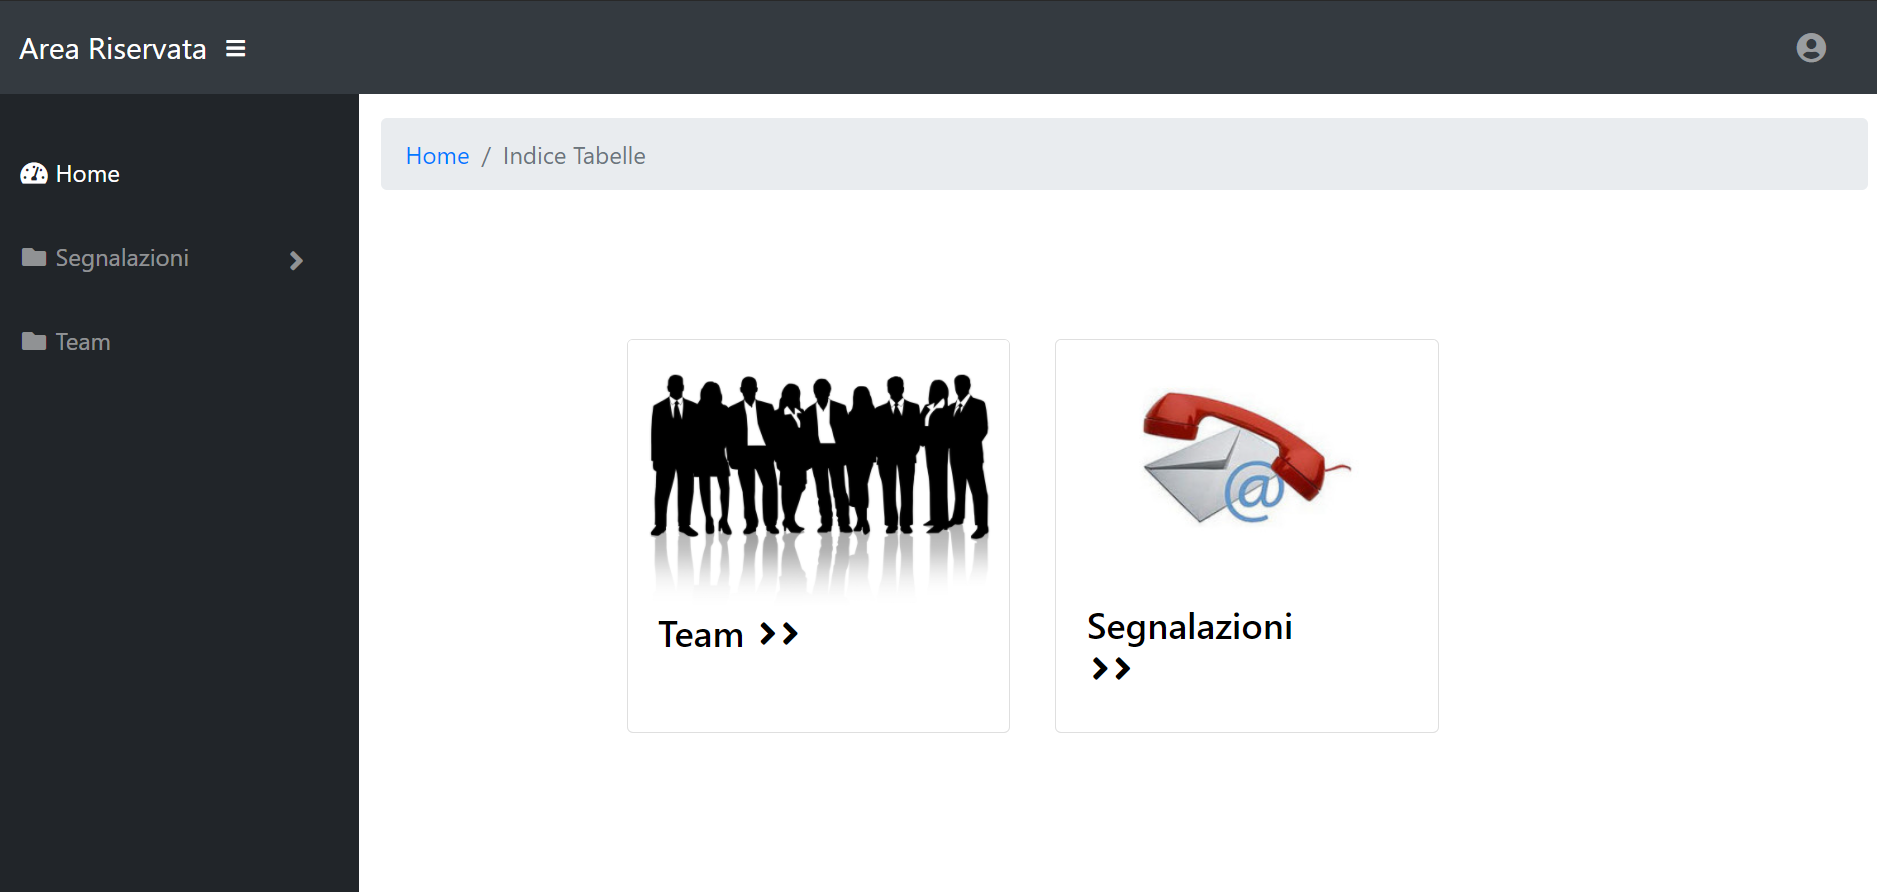 Area Riservata
Home / Indice Tabelle
Home
Segnalazioni
Team
@
Team
Segnalazioni